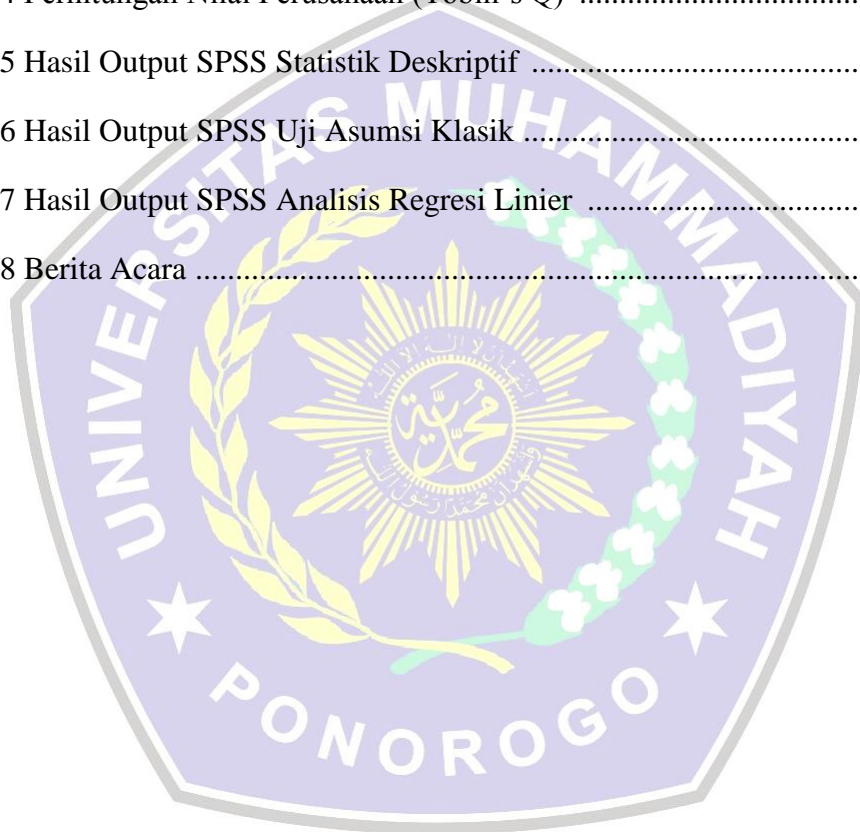 4 Perhitungan Nilai Perusahaan (Tobin's Q) ....................................
5 Hasil Output SPSS Statistik Deskriptif ..........................................
6 Hasil Output SPSS Uji Asumsi Klasik ...........................................
7 Hasil Output SPSS Analisis Regresi Linier ...................................
8 Berita Acara ....................................................................................
UNIVERSITAS MUHAMMADIYAH
PONOROGO